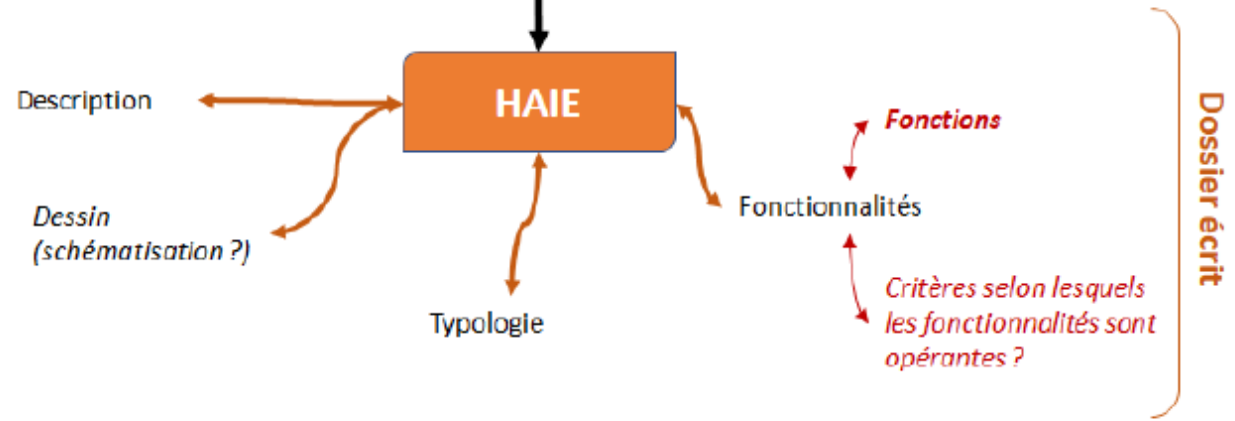 HAIE
Description
Dessin
(schématisation ?)
Typologie
Fonctionnalités
Fonctions
Critères selon lesquels
les fonctionnalités sont
opérantes ?
Dossier écrit